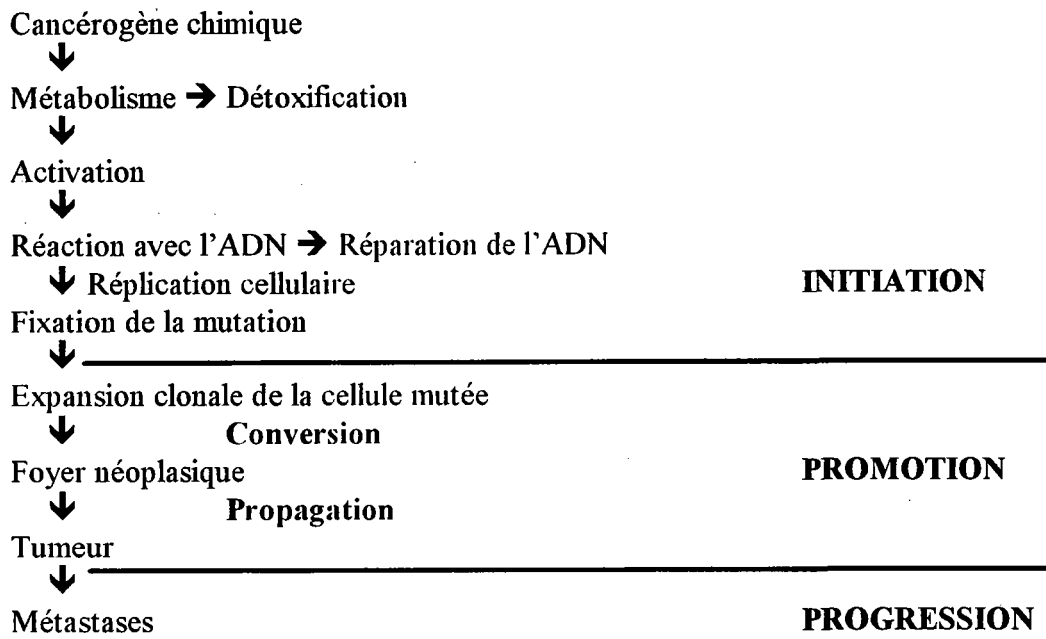 Cancérogène chimique
↓
Métabolisme → Détoxification
↓
Activation
↓
Réaction avec l'ADN → Réparation de l'ADN
↓ Réplication cellulaire INITIATION
Fixation de la mutation
↓
Expansion clonale de la cellule mutée
↓ Conversion
Foyer néoplasique PROMOTION
↓ Propagation
Tumeur
↓
Métastases PROGRESSION